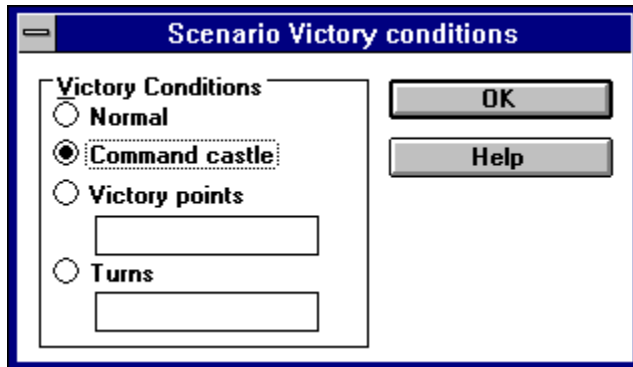 Scenario Victory conditions
Victory Conditions
Normal
Command castle
Victory points
Turns
OK
Help